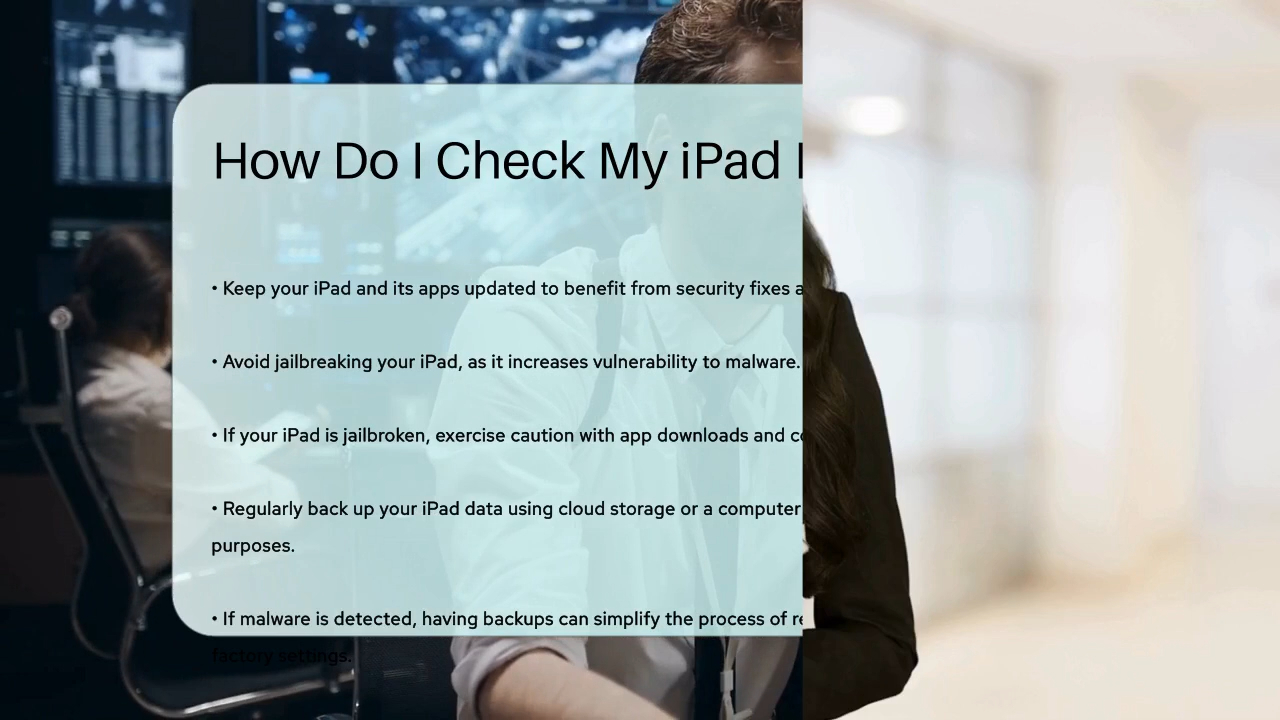 How Do I Check My iPad
• Keep your iPad and its apps updated to benefit from security fixes
• Avoid jailbreaking your iPad, as it increases vulnerability to malware.
• If your iPad is jailbroken, exercise caution with app downloads and
• Regularly back up your iPad data using cloud storage or a computer
purposes.
• If malware is detected, having backups can simplify the process of
factory settings.